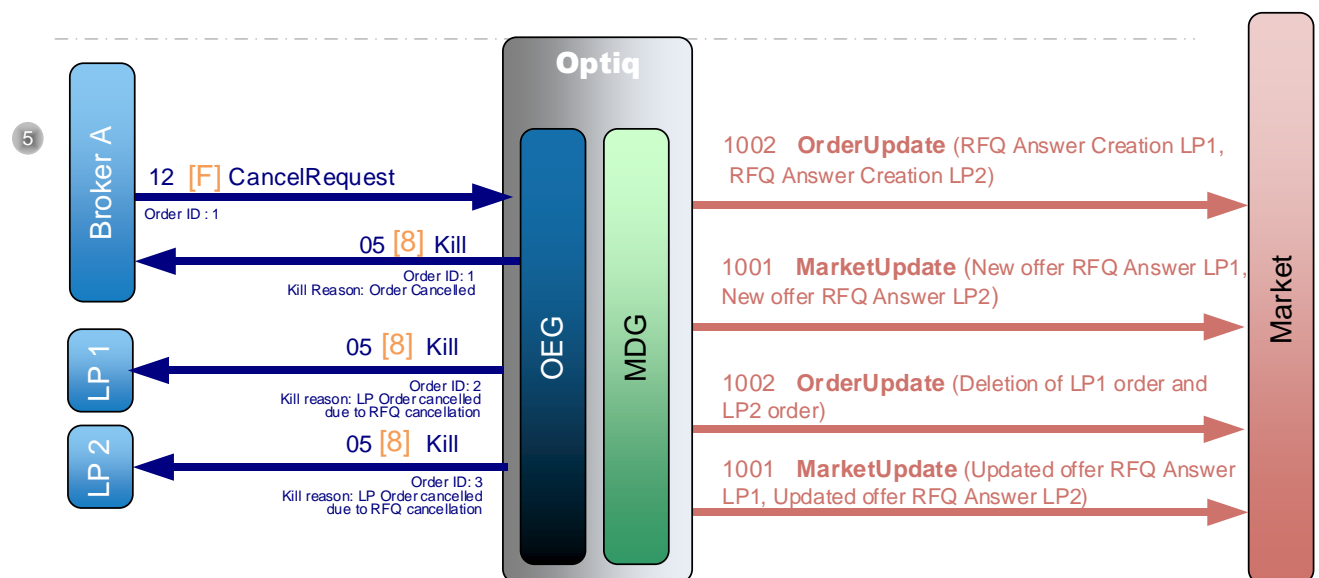 Optiq
5
Broker A
12 [F] CancelRequest
Order ID : 1
05 [8] Kill
Order ID: 1
Kill Reason: Order Cancelled
LP 1
05 [8] Kill
Order ID: 2
Kill reason: LP Order cancelled
due to RFQ cancellation
LP 2
05 [8] Kill
Order ID: 3
Kill reason: LP Order cancelled
due to RFQ cancellation
OEG
MDG
1002 OrderUpdate (RFQ Answer Creation LP1,
RFQ Answer Creation LP2)
1001 MarketUpdate (New offer RFQ Answer LP1,
New offer RFQ Answer LP2)
1002 OrderUpdate (Deletion of LP1 order and
LP2 order)
1001 MarketUpdate (Updated offer RFQ Answer
LP1, Updated offer RFQ Answer LP2)
Market